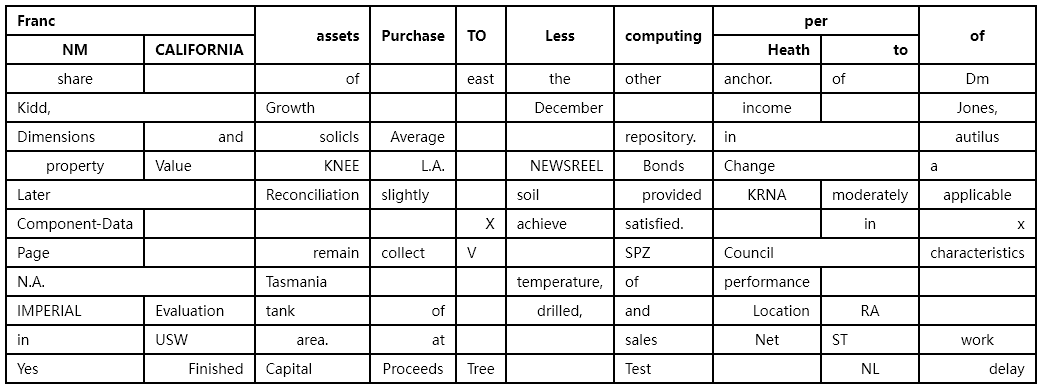 Franc assets Purchase TO Less computing per of
NM CALIFORNIA Heath to
share of east the other anchor. of Dm
Kidd, Growth December income Jones,
Dimensions and solicls Average repository. in autilus
property Value KNEE L.A. NEWSREEL Bonds Change a
Later Reconciliation slightly soil provided KRNA moderately applicable
Component-Data X achieve satisfied. in x
Page remain collect V SPZ Council characteristics
N.A. Tasmania temperature, of performance
IMPERIAL Evaluation tank of drilled, and Location RA
in USW area. at sales Net ST work
Yes Finished Capital Proceeds Tree Test NL delay